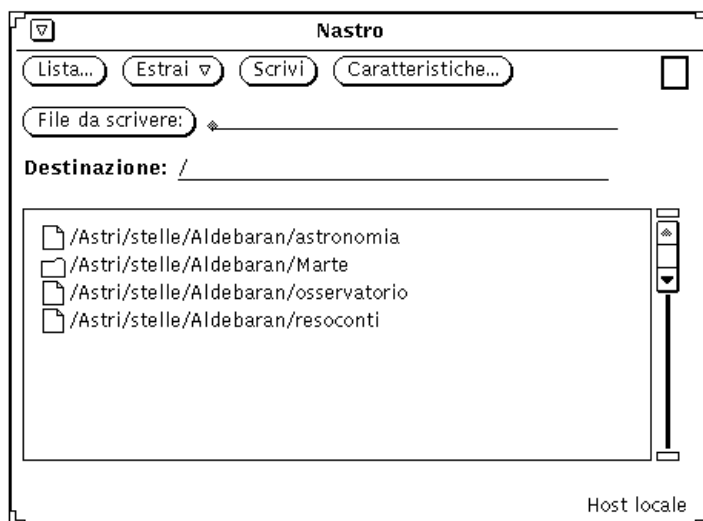 Nastro
Lista... Estrai Scrivi Caratteristiche...
File da scrivere:
Destinazione: /
/Astri/stelle/Aldebaran/astronomia
/Astri/stelle/Aldebaran/Marte
/Astri/stelle/Aldebaran/osservatorio
/Astri/stelle/Aldebaran/resoconti
Host locale